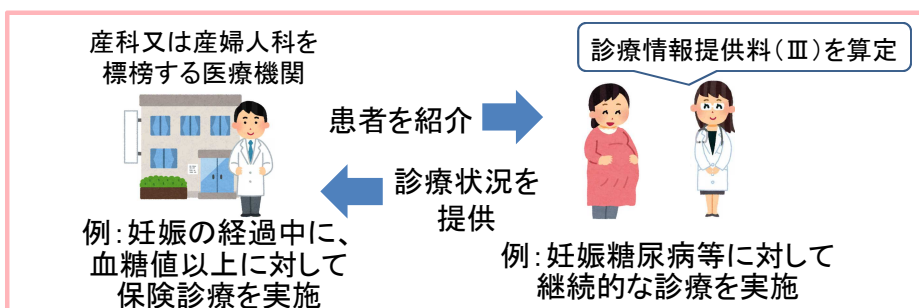 産科又は産婦人科を
標榜する医療機関
診療情報提供料(Ⅲ)を算定
患者を紹介
診療状況を
提供
例:妊娠の経過中に、
血糖値以上に対して
保険診療を実施
例:妊娠糖尿病等に対して
継続的な診療を実施